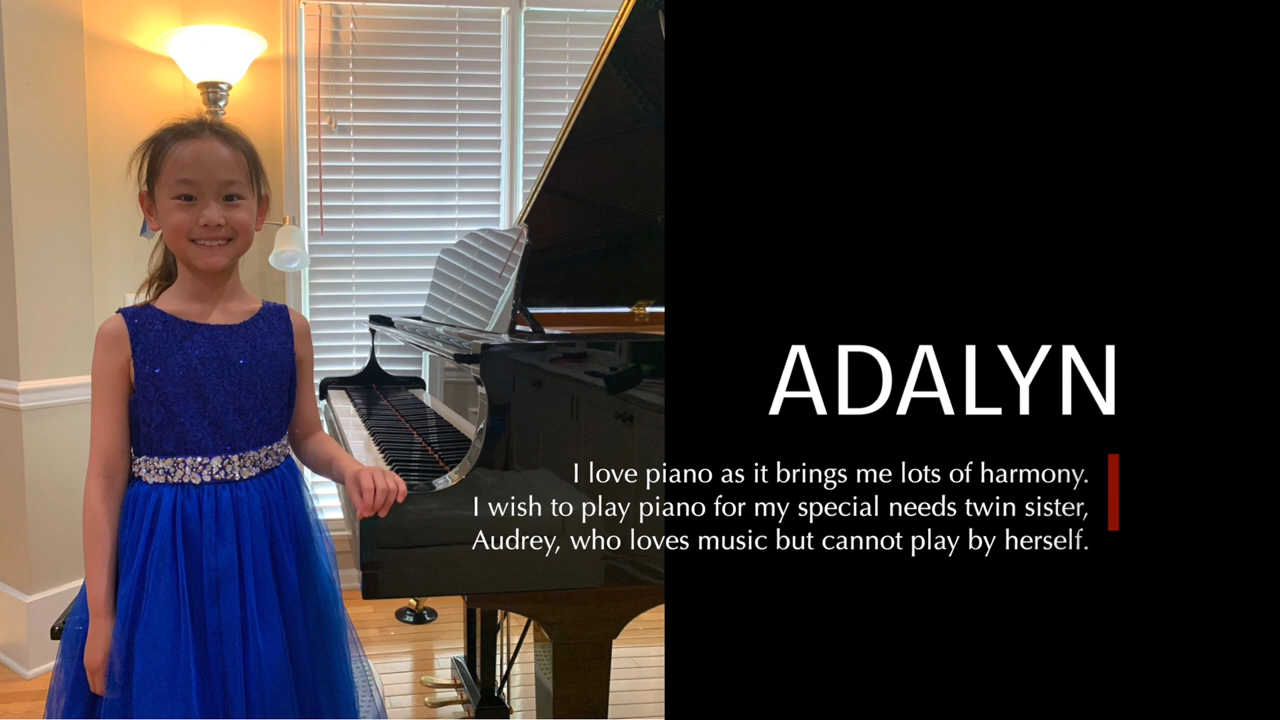 ADALYN
I love piano as it brings me lots of harmony.
I wish to play piano for my special needs twin sister,
Audrey, who loves music but cannot play by herself.